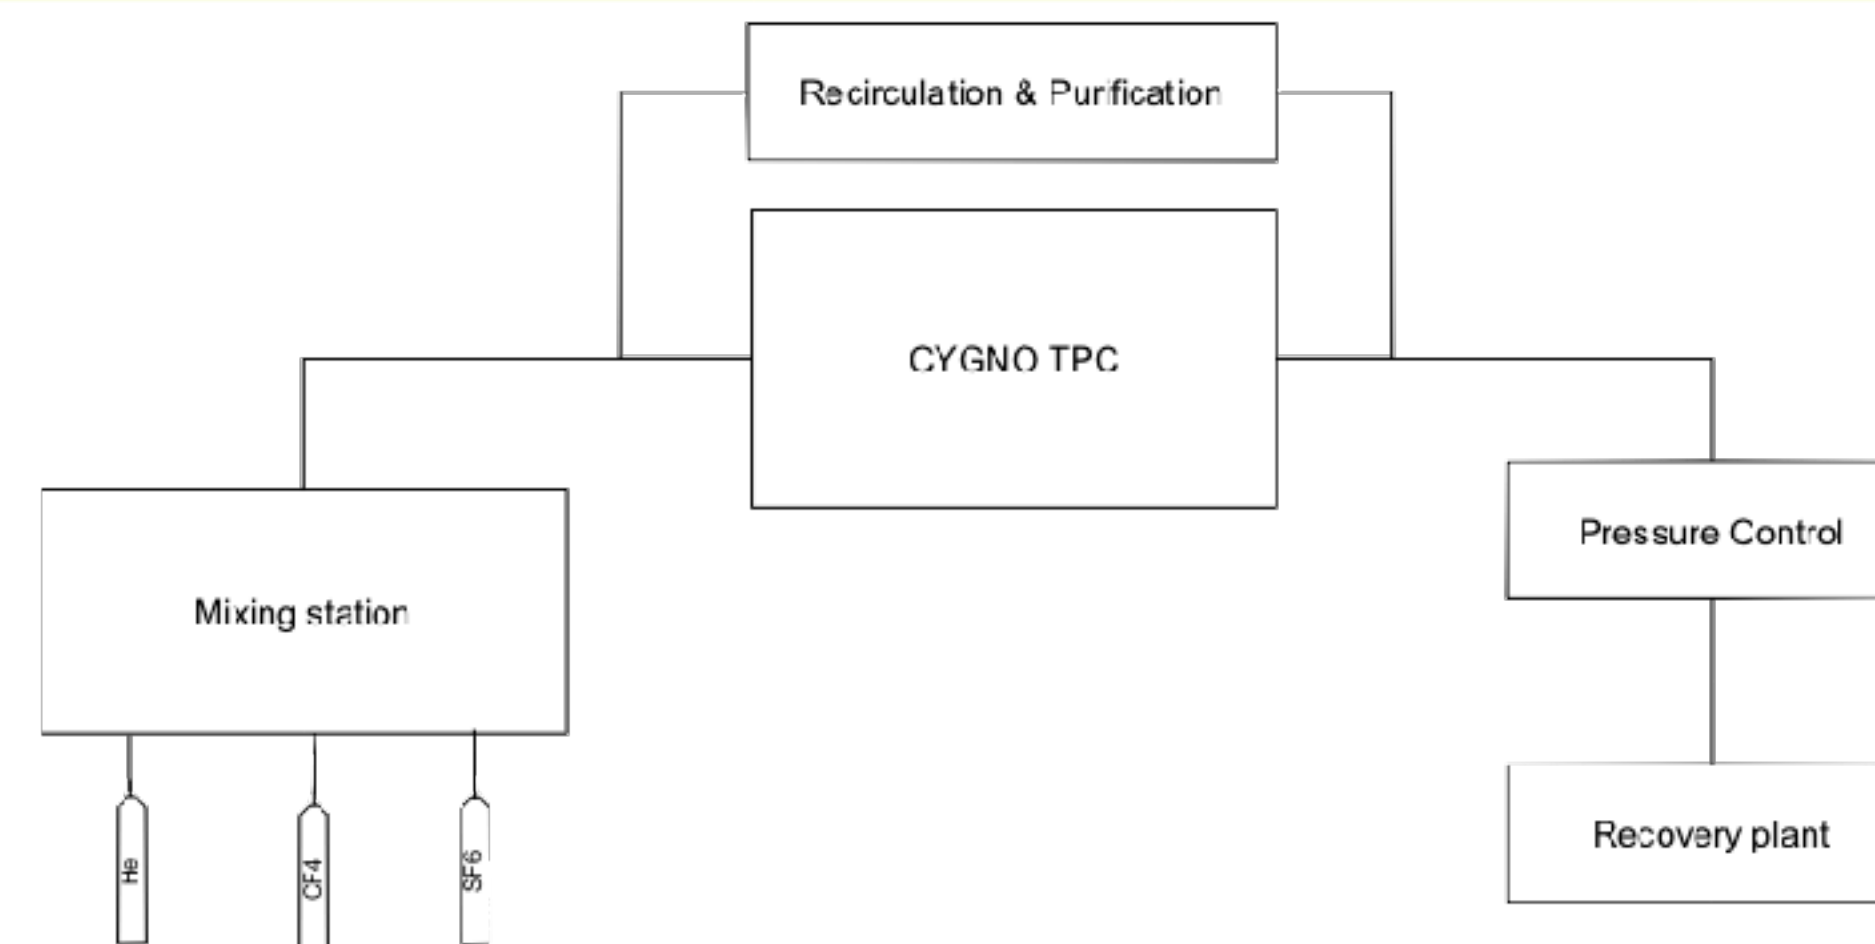 Recirculation & Purification
CYGNO TPC
Pressure Control
Mixing station
Recovery plant
He
CF4
SF6